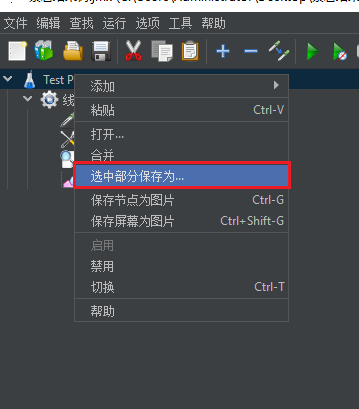 文件 编辑 查找 运行 选项 工具 帮助
Test P
线
添加
粘贴 Ctrl-V
打开...
合并
选中部分保存为...
保存节点为图片 Ctrl-G
保存屏幕为图片 Ctrl+Shift-G
启用
禁用
切换 Ctrl-T
帮助